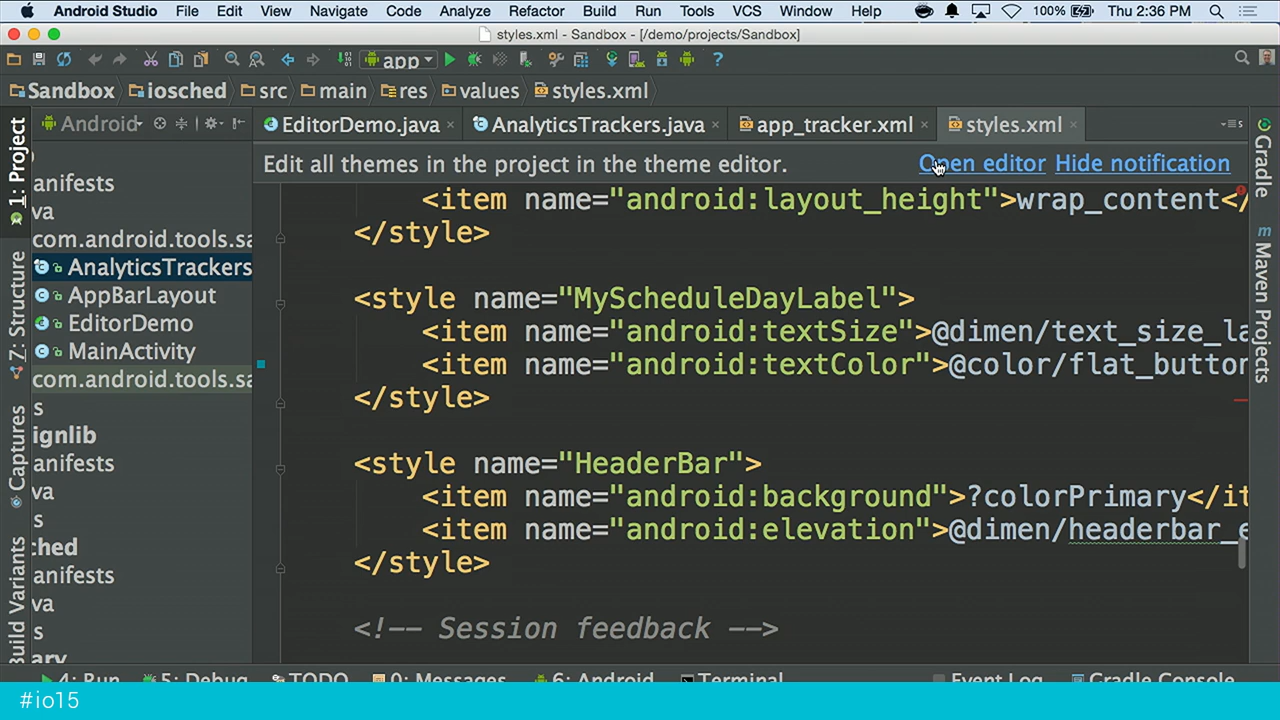 Android Studio File Edit View Navigate Code Analyze Refactor Build Run Tools VCS Window Help 100% Thu 2:36 PM
styles.xml - Sandbox - [/demo/projects/Sandbox]
app
Sandbox iosched src main res values styles.xml
Android EditorDemo.java AnalyticsTrackers.java app_tracker.xml styles.xml
Edit all themes in the project in the theme editor. Open editor Hide notification
1: Project
Z: Structure
Captures
Build Variants
anifests
va
com.android.tools.sa
AnalyticsTrackers
AppBarLayout
EditorDemo
MainActivity
com.android.tools.sa
s
ignlib
anifests
va
s
ched
anifests
va
s
ary
<item name="android:layout_height">wrap_content</
</style>
<style name="MyScheduleDayLabel">
<item name="android:textSize">@dimen/text_size_la
<item name="android:textColor">@color/flat_button
</style>
<style name="HeaderBar">
<item name="android:background">?colorPrimary</it
<item name="android:elevation">@dimen/headerbar_e
</style>
<!-- Session feedback -->
Gradle
m Maven Projects
4: Run 5: Debug TODO 0: Messages 6: Android Terminal Event Log Gradle Console
#io15